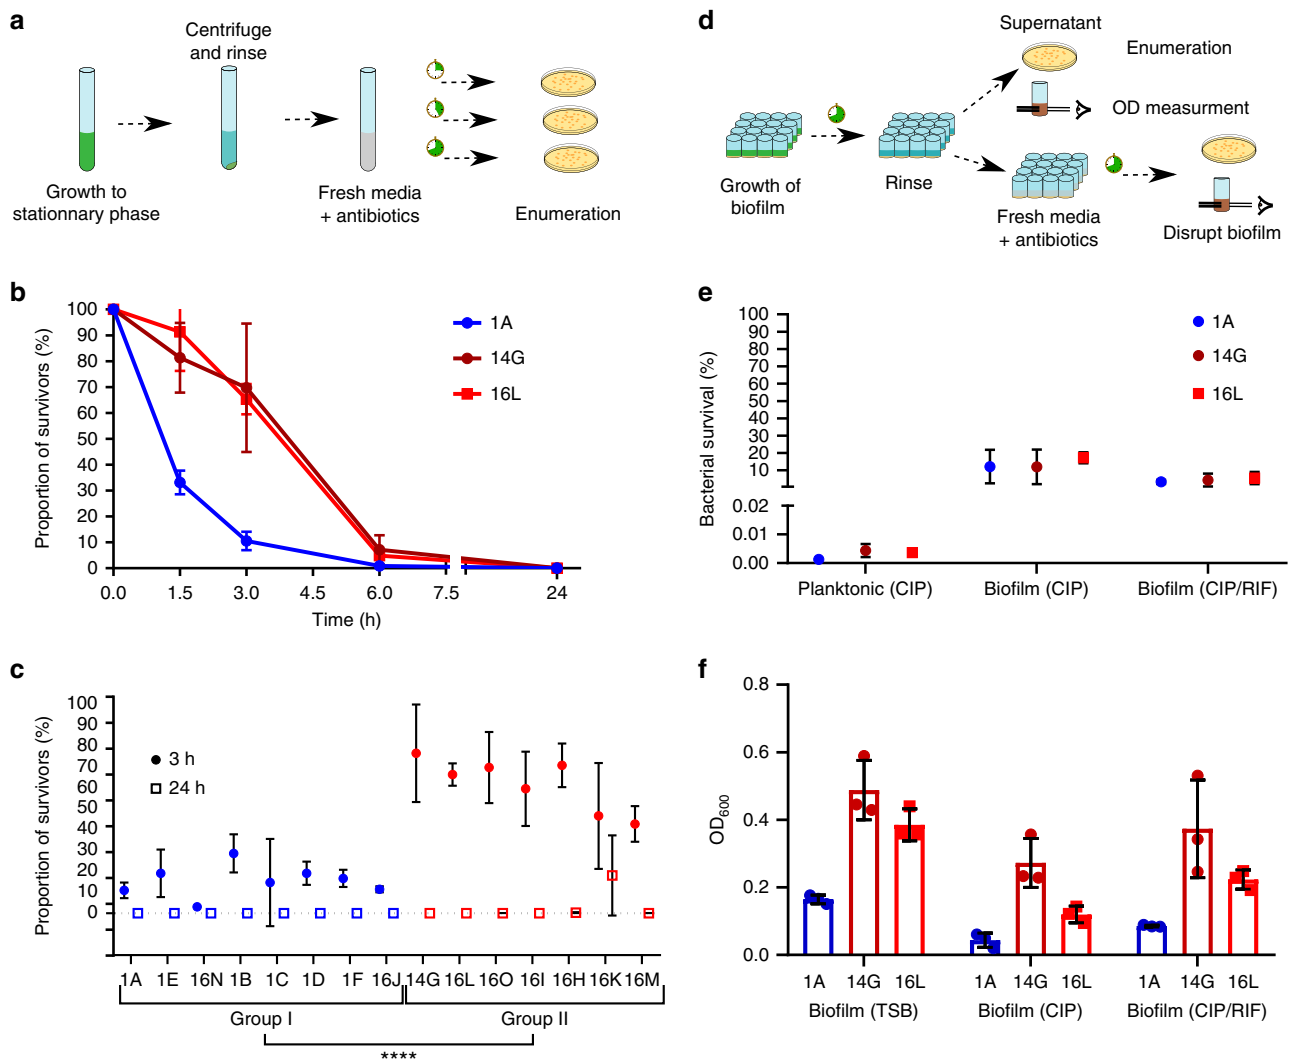 a
Centrifuge
and rinse
Growth to
stationnary phase
Fresh media
+ antibiotics
Enumeration
b
Proportion of survivors (%)
100
90
80
70
60
50
40
30
20
10
0
0.0 1.5 3.0 4.5 6.0 7.5 24
Time (h)
1A
14G
16L
c
Proportion of survivors (%)
100
90
80
70
60
50
40
30
20
10
0
3 h
24 h
1A 1E 16N 1B 1C 1D 1F 16J 14G 16L 16O 16I 16H 16K 16M
Group I Group II
****
d
Supernatant
Enumeration
OD measurment
Growth of
biofilm
Rinse
Fresh media
+ antibiotics
Disrupt biofilm
e
Bacterial survival (%)
100
90
80
70
60
50
40
30
20
10
0.02
0.00
1A
14G
16L
Planktonic (CIP) Biofilm (CIP) Biofilm (CIP/RIF)
f
OD600
0.8
0.6
0.4
0.2
0.0
1A 14G 16L 1A 14G 16L 1A 14G 16L
Biofilm (TSB) Biofilm (CIP) Biofilm (CIP/RIF)